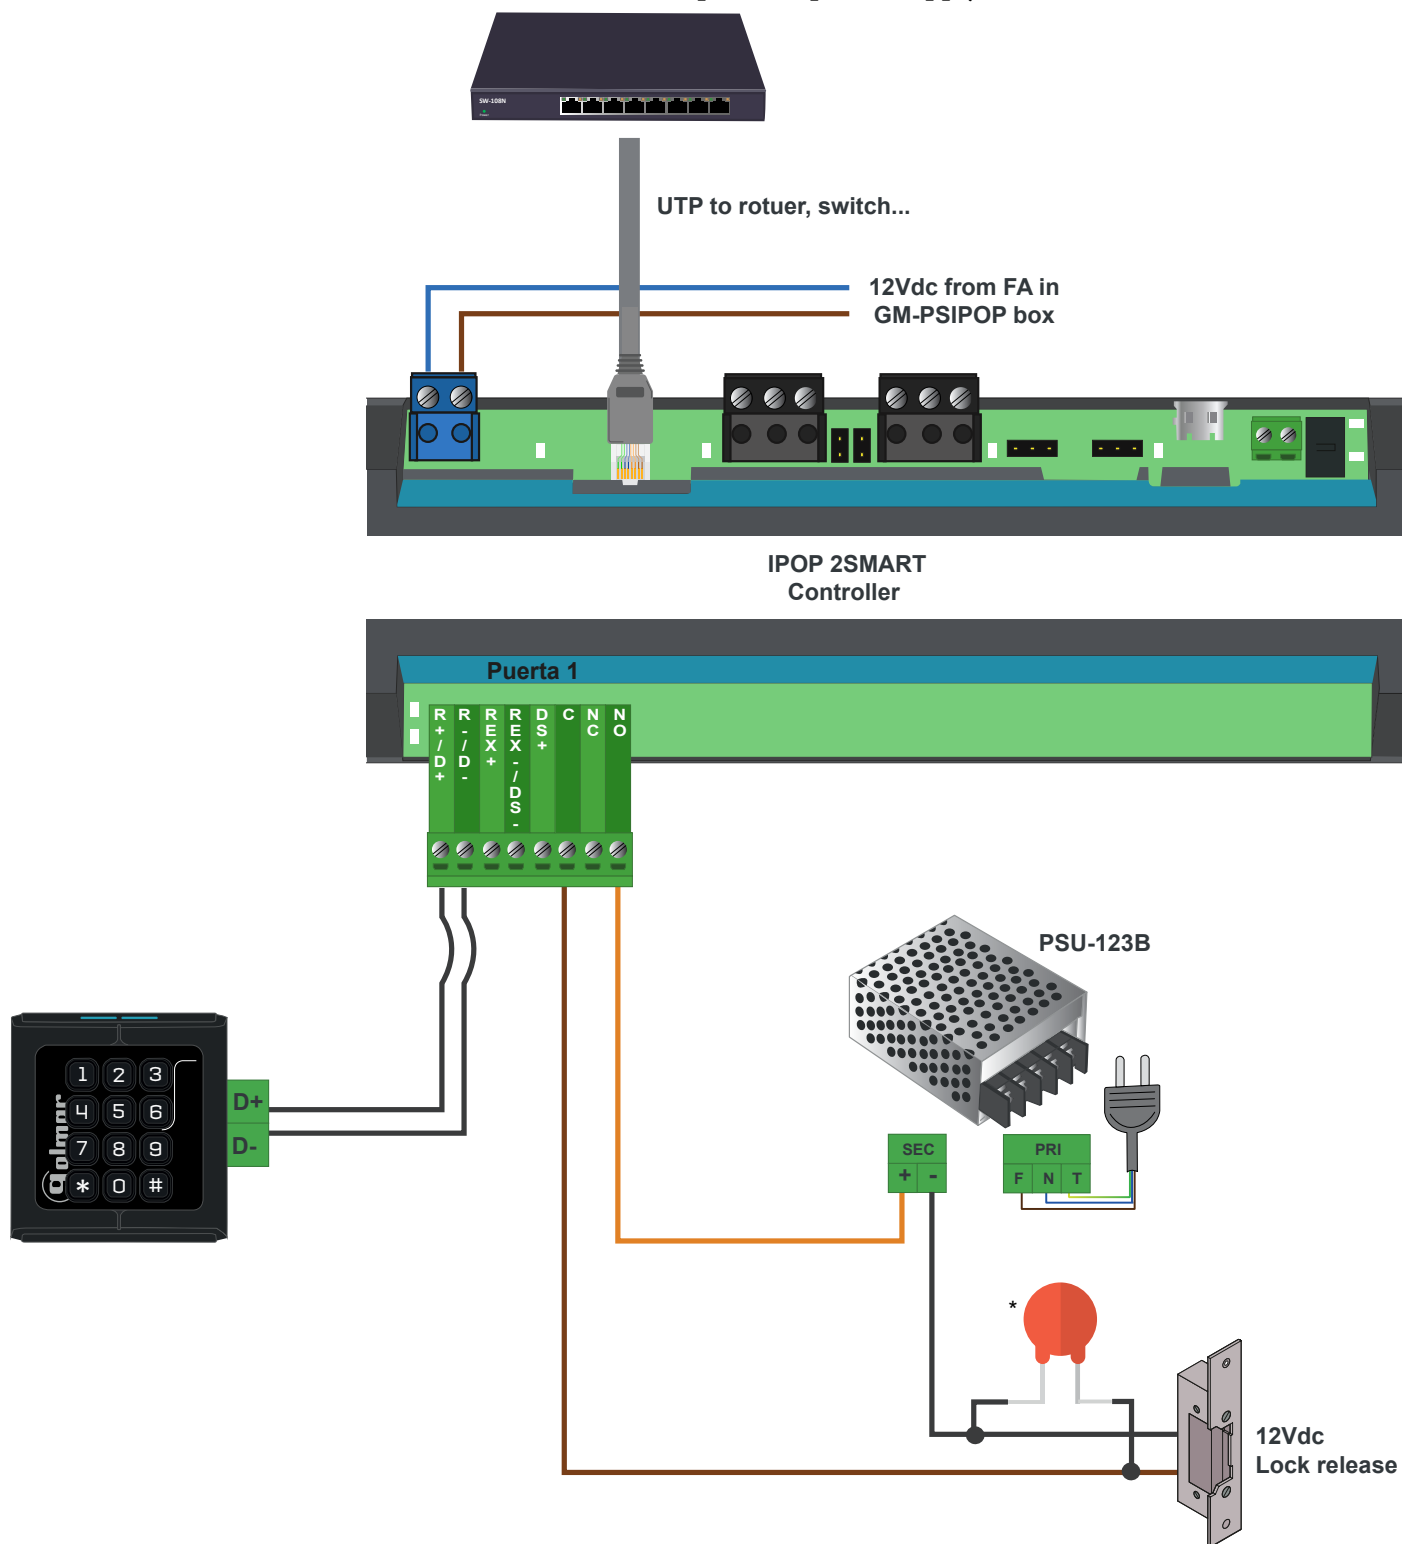 SW-108N
Power
UTP to rotuer, switch...
12Vdc from FA in
GM-PSIPOP box
IPOP 2SMART
Controller
Puerta 1
R+/D+
R-/D-
REX+
REX-/DS-
DS+
C
NC
NO
PSU-123B
1 2 3
4 5 6
7 8 9
* 0 #
golmar
D+
D-
SEC
+ -
PRI
F N T
*
12Vdc
Lock release